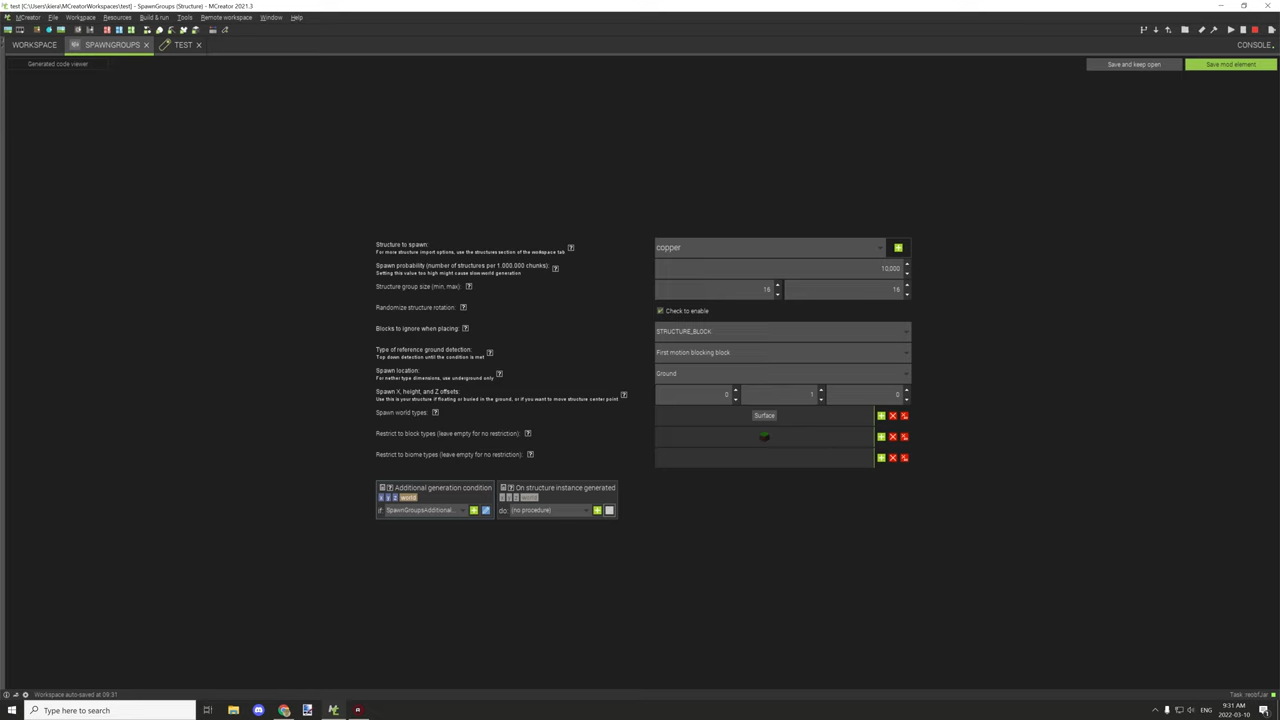 test [C:\Users\kiera\MCreatorWorkspaces\test] - SpawnGroups (Structure) - MCreator 2021.3
MCreator File Workspace Resources Build & run Tools Remote workspace Window Help
WORKSPACE SPAWNGROUPS TEST CONSOLE
Generated code viewer Save and keep open Save mod element
Structure to spawn: copper
For more structure import options, use the structures section of the workspace tab
Spawn probability (number of structures per 1.000.000 chunks): 10,000
Setting this value too high might cause slow world generation
Structure group size (min, max): 16 16
Randomize structure rotation: Check to enable
Blocks to ignore when placing: STRUCTURE_BLOCK
Type of reference ground detection: First motion blocking block
Top down detection until the condition is met
Spawn location: Ground
For nether type dimensions, use underground only
Spawn X, height, and Z offsets: 0 1 0
Use this is your structure if floating or buried in the ground, or if you want to move structure center point
Spawn world types: Surface
Restrict to block types (leave empty for no restriction):
Restrict to biome types (leave empty for no restriction):
Additional generation condition On structure instance generated
x y z world x y z world
if: SpawnGroupsAdditional... do: (no procedure)
Workspace auto-saved at 09:31 Task: reobfJar
Type here to search ENG 9:31 AM
2022-03-10